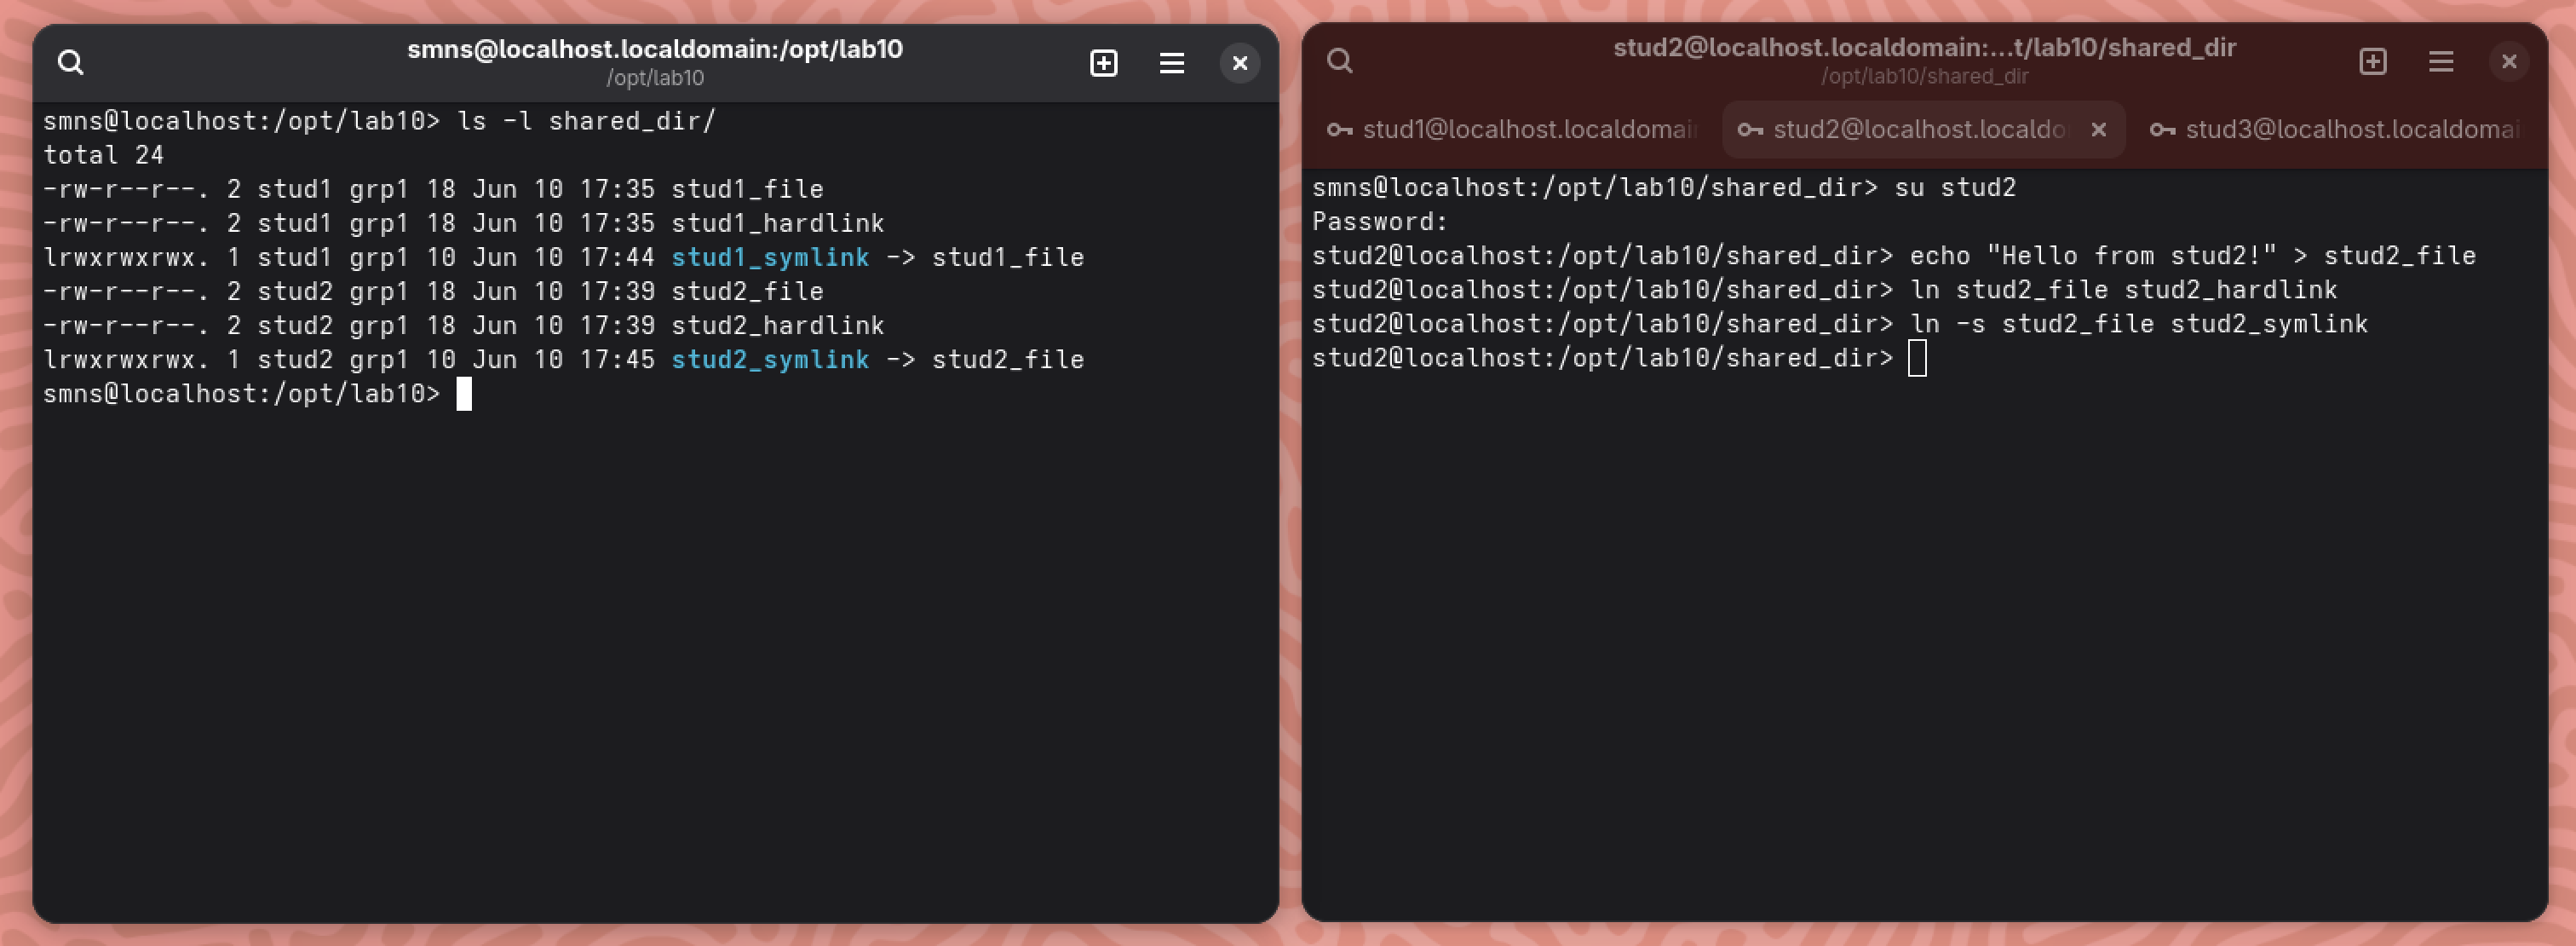 smns@localhost.localdomain:/opt/lab10
/opt/lab10
smns@localhost:/opt/lab10> ls -l shared_dir/
total 24
-rw-r--r--. 2 stud1 grp1 18 Jun 10 17:35 stud1_file
-rw-r--r--. 2 stud1 grp1 18 Jun 10 17:35 stud1_hardlink
lrwxrwxrwx. 1 stud1 grp1 10 Jun 10 17:44 stud1_symlink -> stud1_file
-rw-r--r--. 2 stud2 grp1 18 Jun 10 17:39 stud2_file
-rw-r--r--. 2 stud2 grp1 18 Jun 10 17:39 stud2_hardlink
lrwxrwxrwx. 1 stud2 grp1 10 Jun 10 17:45 stud2_symlink -> stud2_file
smns@localhost:/opt/lab10>
stud2@localhost.localdomain:...t/lab10/shared_dir
/opt/lab10/shared_dir
stud1@localhost.localdomai
stud2@localhost.localdo
stud3@localhost.localdomai
smns@localhost:/opt/lab10/shared_dir> su stud2
Password:
stud2@localhost:/opt/lab10/shared_dir> echo "Hello from stud2!" > stud2_file
stud2@localhost:/opt/lab10/shared_dir> ln stud2_file stud2_hardlink
stud2@localhost:/opt/lab10/shared_dir> ln -s stud2_file stud2_symlink
stud2@localhost:/opt/lab10/shared_dir>